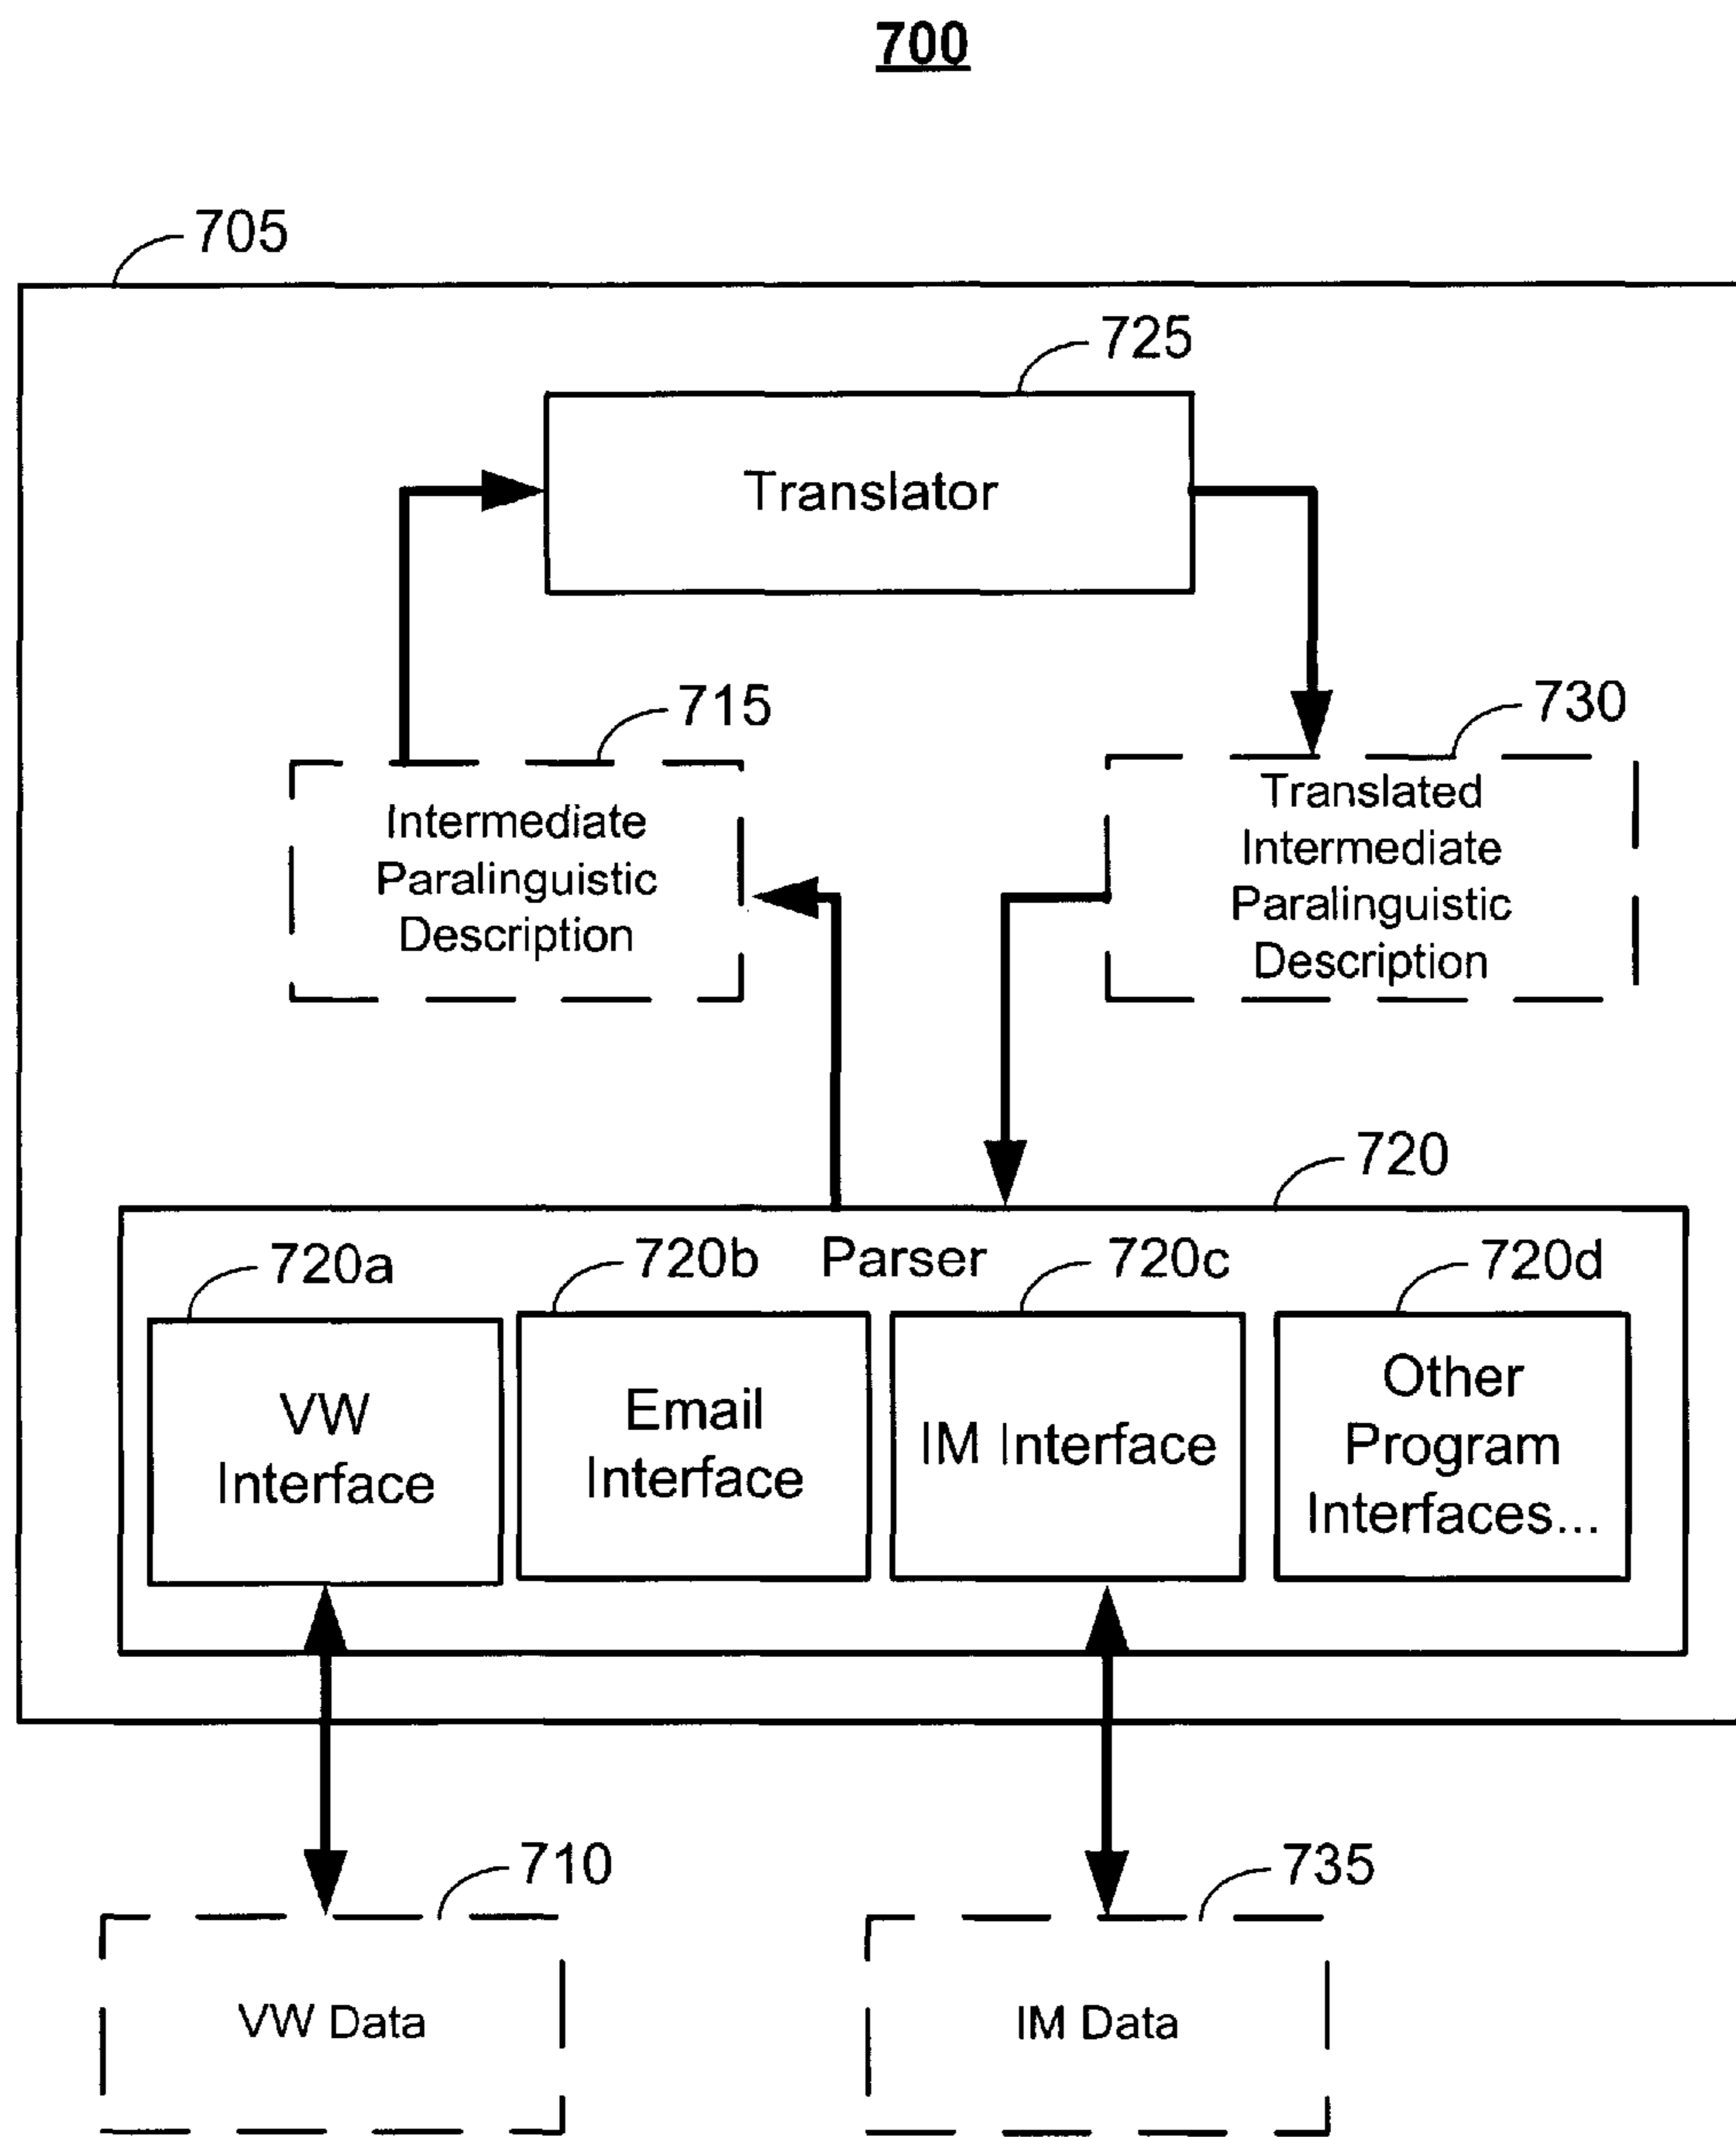 700
705
725
Translator
715
730
Intermediate
Paralinguistic
Description
Translated
Intermediate
Paralinguistic
Description
720
Parser
720a
720b
720c
720d
VW
Interface
Email
Interface
IM Interface
Other
Program
Interfaces...
710
735
VW Data
IM Data